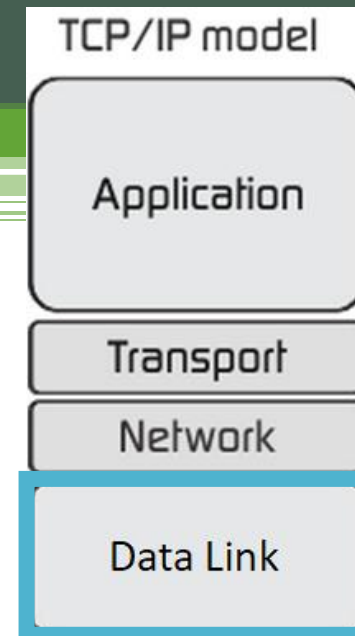 TCP/IP model
Application
Transport
Network
Data Link